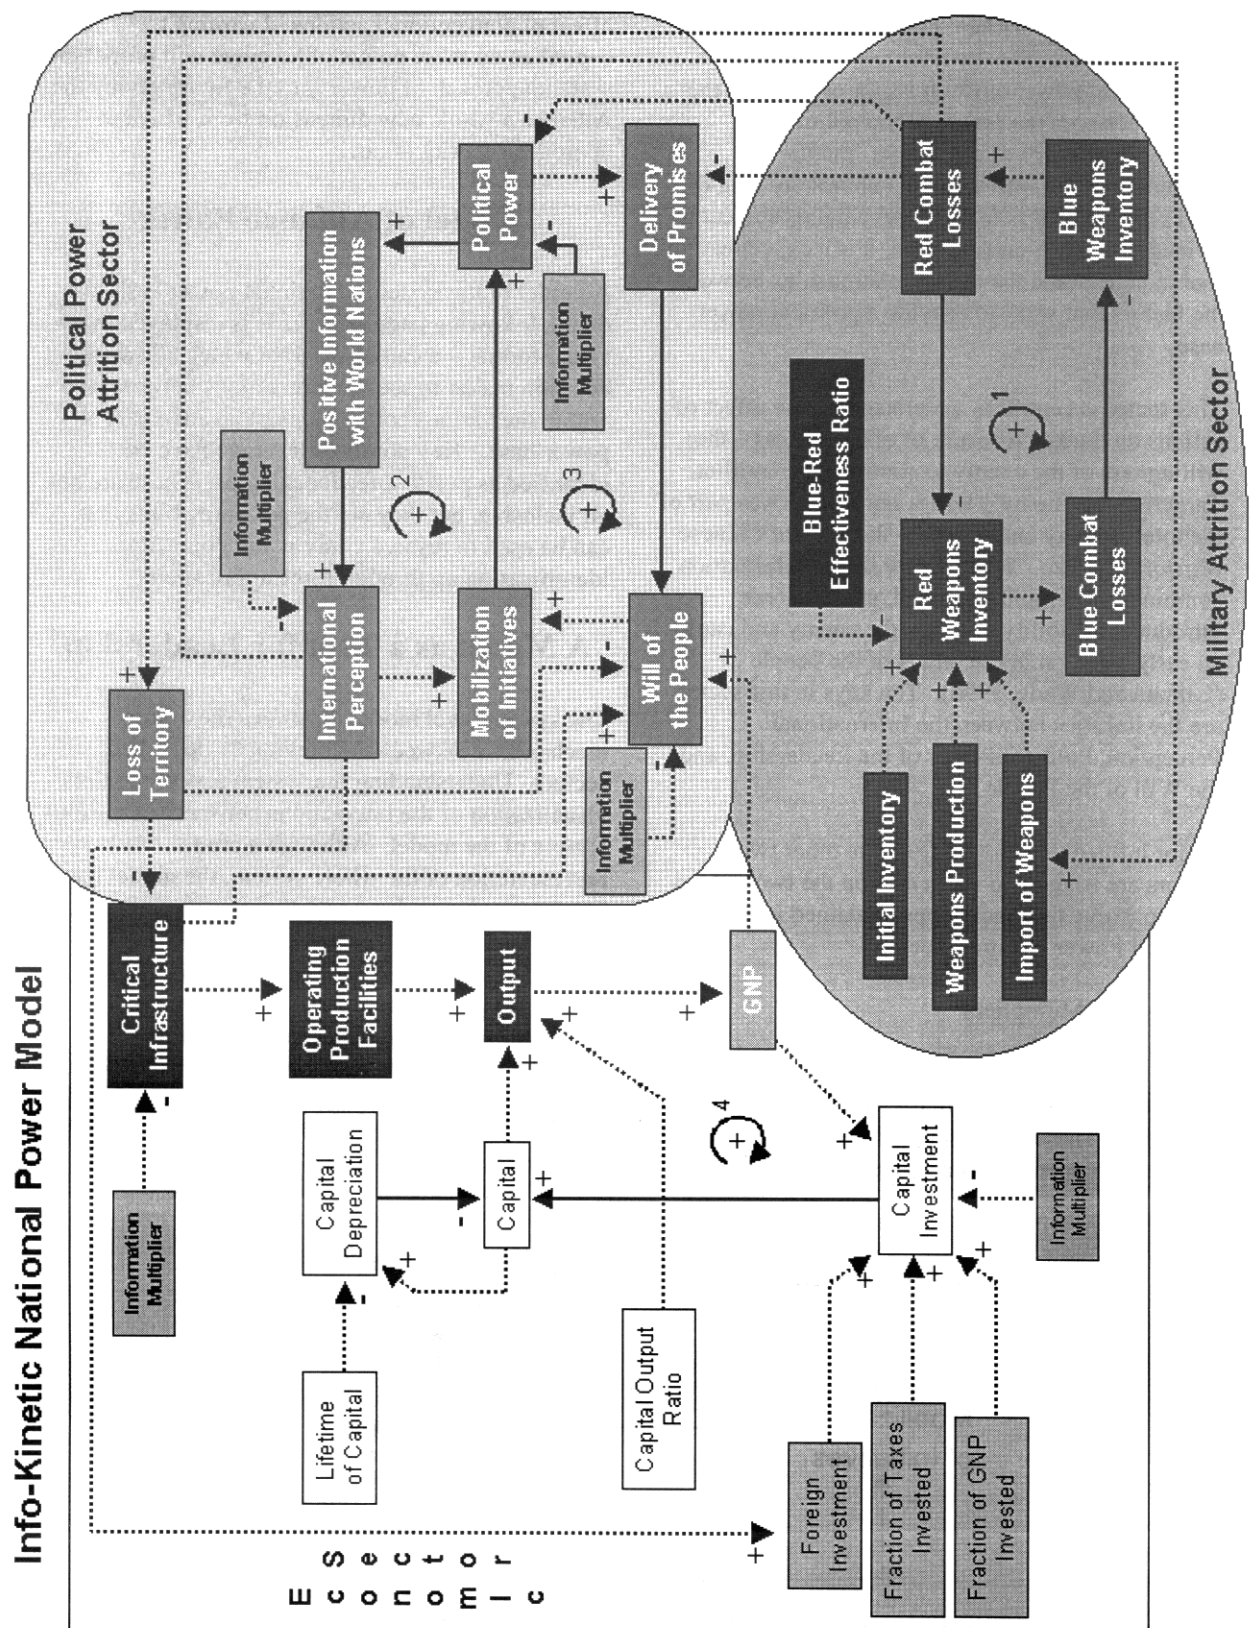 Info-Kinetic National Power Model
Political Power
Attrition Sector
Loss of
Territory
+
-
Critical
Infrastructure
-
Information
Multiplier
Information
Multiplier
-
International
Perception
+
Positive Information
with World Nations
+
2
+
+
Mobilization
of Initiatives
+
Political
Power
+
-
-
Information
Multiplier
3
+
+
Delivery
of Promises
-
Will of
the People
-
+
+
-
Information
Multiplier
+
Operating
Production
Facilities
+
Output
+
+
+
GNP
Capital
Depreciation
-
+
Lifetime
of Capital
-
Capital
+
Capital Output
Ratio
4
+
+
Capital
Investment
-
Information
Multiplier
+
+
+
Foreign
Investment
+
Fraction of Taxes
Invested
Fraction of GNP
Invested
E S
c e
o c
n t
o o
m r
I
c
Blue-Red
Effectiveness Ratio
-
Red Combat
Losses
+
Red
Weapons
Inventory
-
+
+
+
+
Initial Inventory
Weapons Production
Import of Weapons
+
1
+
Blue Combat
Losses
+
Blue
Weapons
Inventory
-
Military Attrition Sector